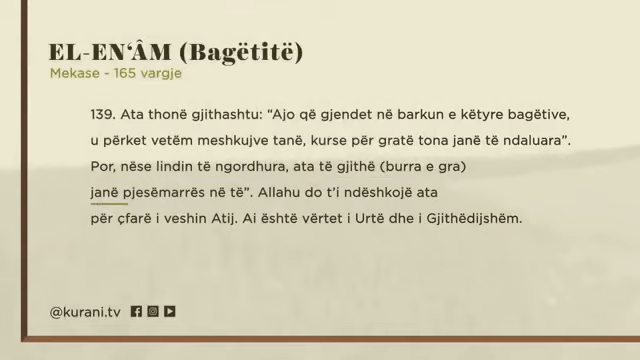 EL-EN‘ÂM (Bagëtitë)
Mekase - 165 vargje
139. Ata thonë gjithashtu: “Ajo që gjendet në barkun e këtyre bagëtive,
u përket vetëm meshkujve tanë, kurse për gratë tona janë të ndaluara”.
Por, nëse lindin të ngordhura, ata të gjithë (burra e gra)
janë pjesëmarrës në të”. Allahu do t’i ndëshkojë ata
për çfarë i veshin Atij. Ai është vërtet i Urtë dhe i Gjithëdijshëm.
@kurani.tv